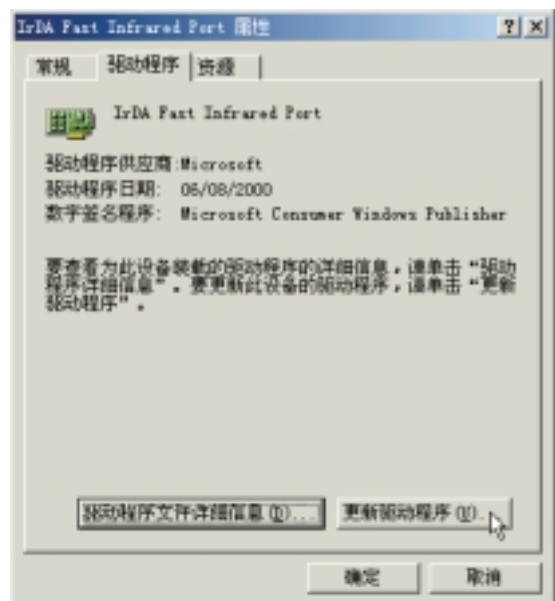 IrDA Fast Infrared Port 属性
常规 驱动程序 资源
IrDA Fast Infrared Port
驱动程序供应商:Microsoft
驱动程序日期: 06/08/2000
数字签名程序: Microsoft Consumer Windows Publisher
要查看为此设备装载的驱动程序的详细信息，请单击“驱动
程序详细信息”。要更新此设备的驱动程序，请单击“更新
驱动程序”。
驱动程序文件详细信息(D)... 更新驱动程序(U)...
确定 取消